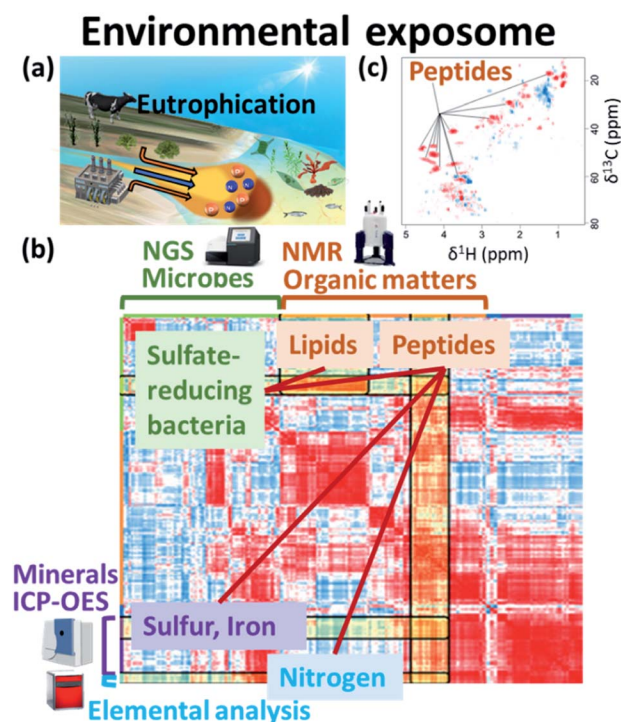 Environmental exposome
(a)
Eutrophication
(c)
Peptides
20
40
60
80
δ¹³C (ppm)
5 4 3 2 1
δ¹H (ppm)
(b)
NGS
Microbes
NMR
Organic matters
Sulfate-
reducing
bacteria
Lipids
Peptides
Minerals
ICP-OES
Sulfur, Iron
Nitrogen
Elemental analysis